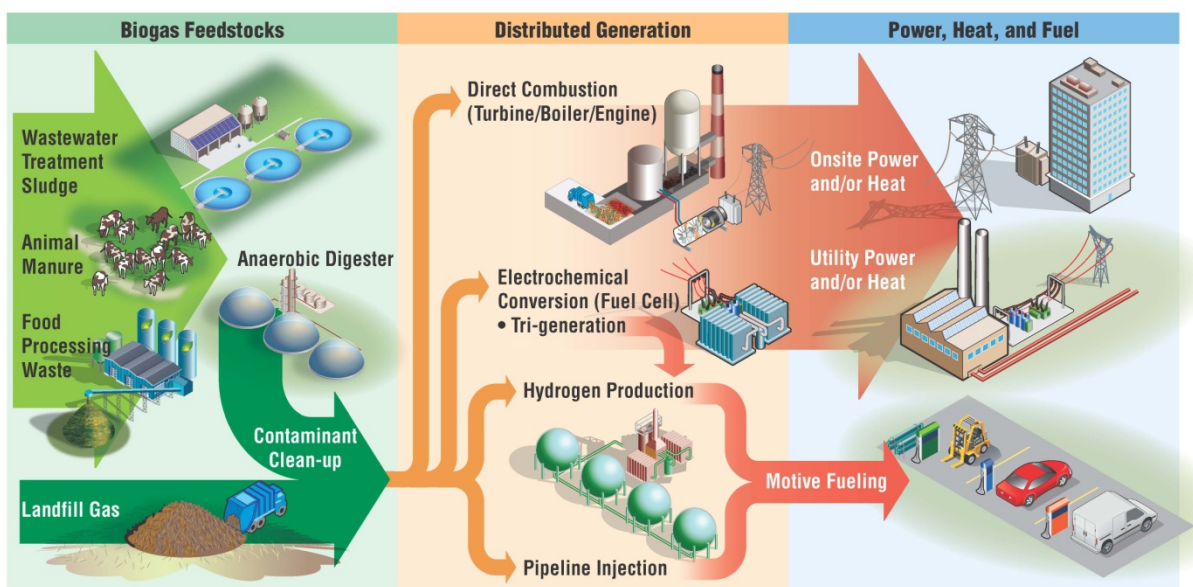 Biogas Feedstocks
Distributed Generation
Power, Heat, and Fuel
Wastewater
Treatment
Sludge
Animal
Manure
Food
Processing
Waste
Anaerobic Digester
Contaminant
Clean-up
Landfill Gas
Direct Combustion
(Turbine/Boiler/Engine)
Electrochemical
Conversion (Fuel Cell)
• Tri-generation
Hydrogen Production
Pipeline Injection
Onsite Power
and/or Heat
Utility Power
and/or Heat
Motive Fueling